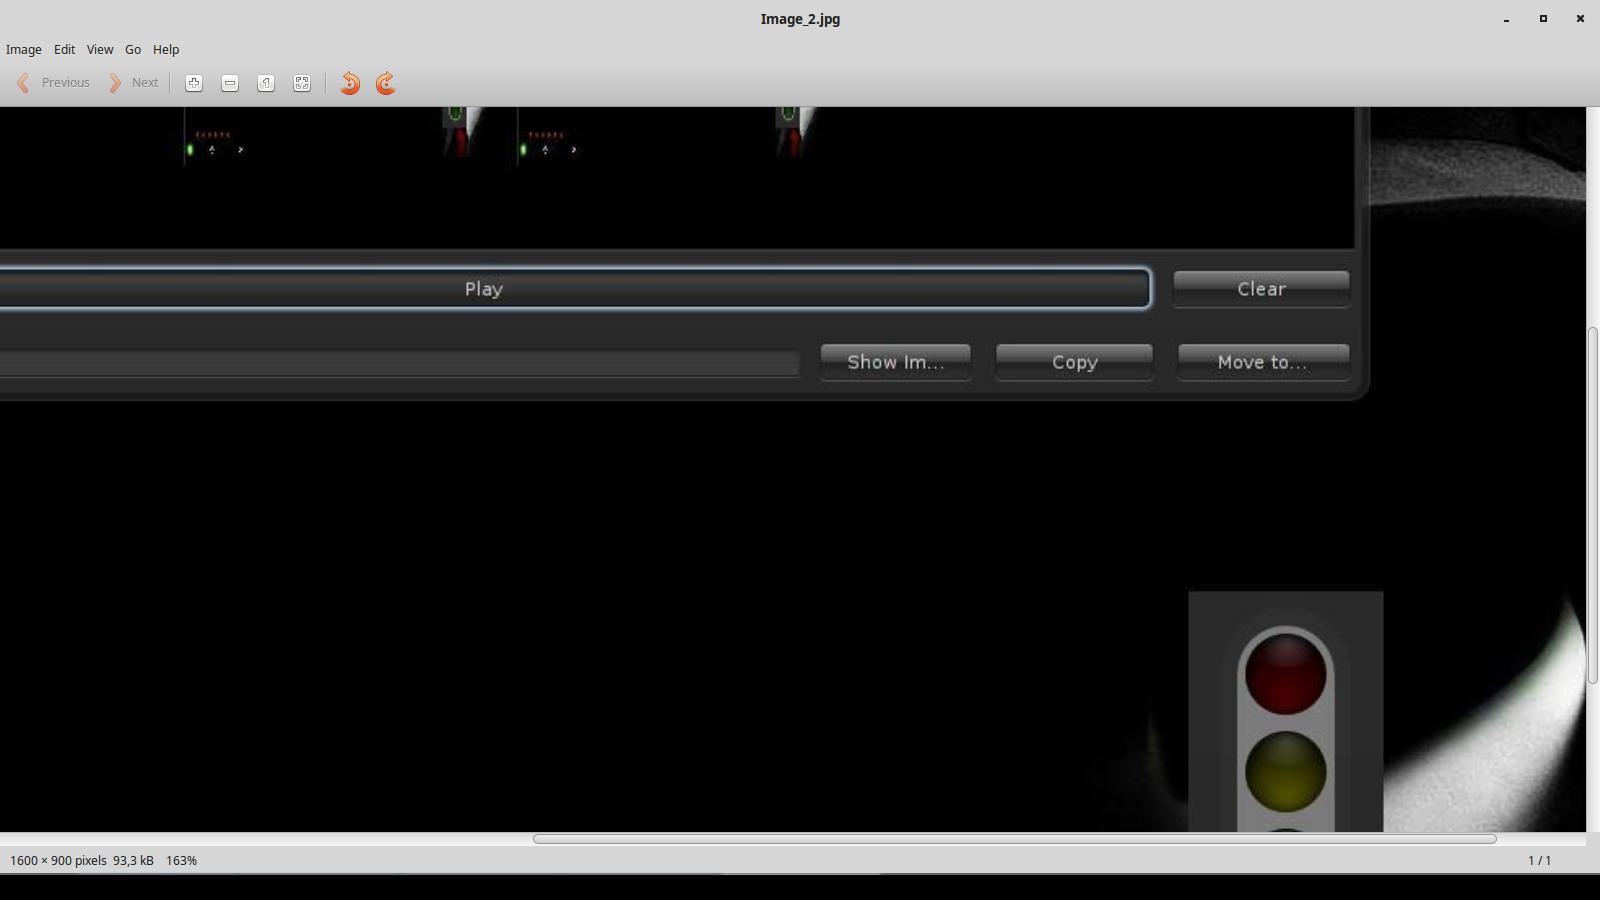 Image_2.jpg
Image Edit View Go Help
Previous Next
Play
Clear
Show Im...
Copy
Move to...
1600 × 900 pixels 93,3 kB 163%
1 / 1